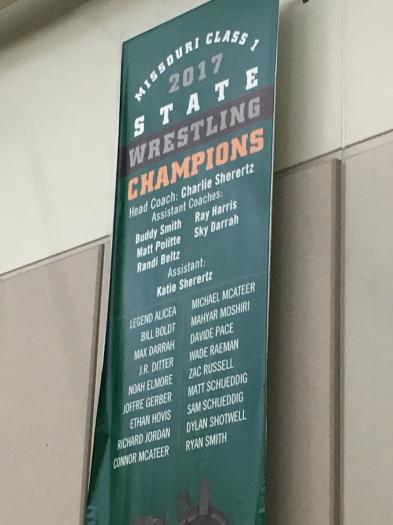 MISSOURI CLASS 1
2017
STATE
WRESTLING
CHAMPIONS
Head Coach: Charlie Sherertz
Assistant Coaches:
Buddy Smith Ray Harris
Matt Politte Sky Darrah
Randi Beltz
Assistant:
Katie Sherertz
LEGEND ALICEA MICHAEL MCATEER
BILL BOLDT MAHYAR MOSHIRI
MAX DARRAH DAVIDE PACE
J.R. DITTER WADE RAEMAN
NOAH ELMORE ZAC RUSSELL
JOFFRE GERBER MATT SCHUEDDIG
ETHAN HOVIS SAM SCHUEDDIG
RICHARD JORDAN DYLAN SHOTWELL
CONNOR MCATEER RYAN SMITH